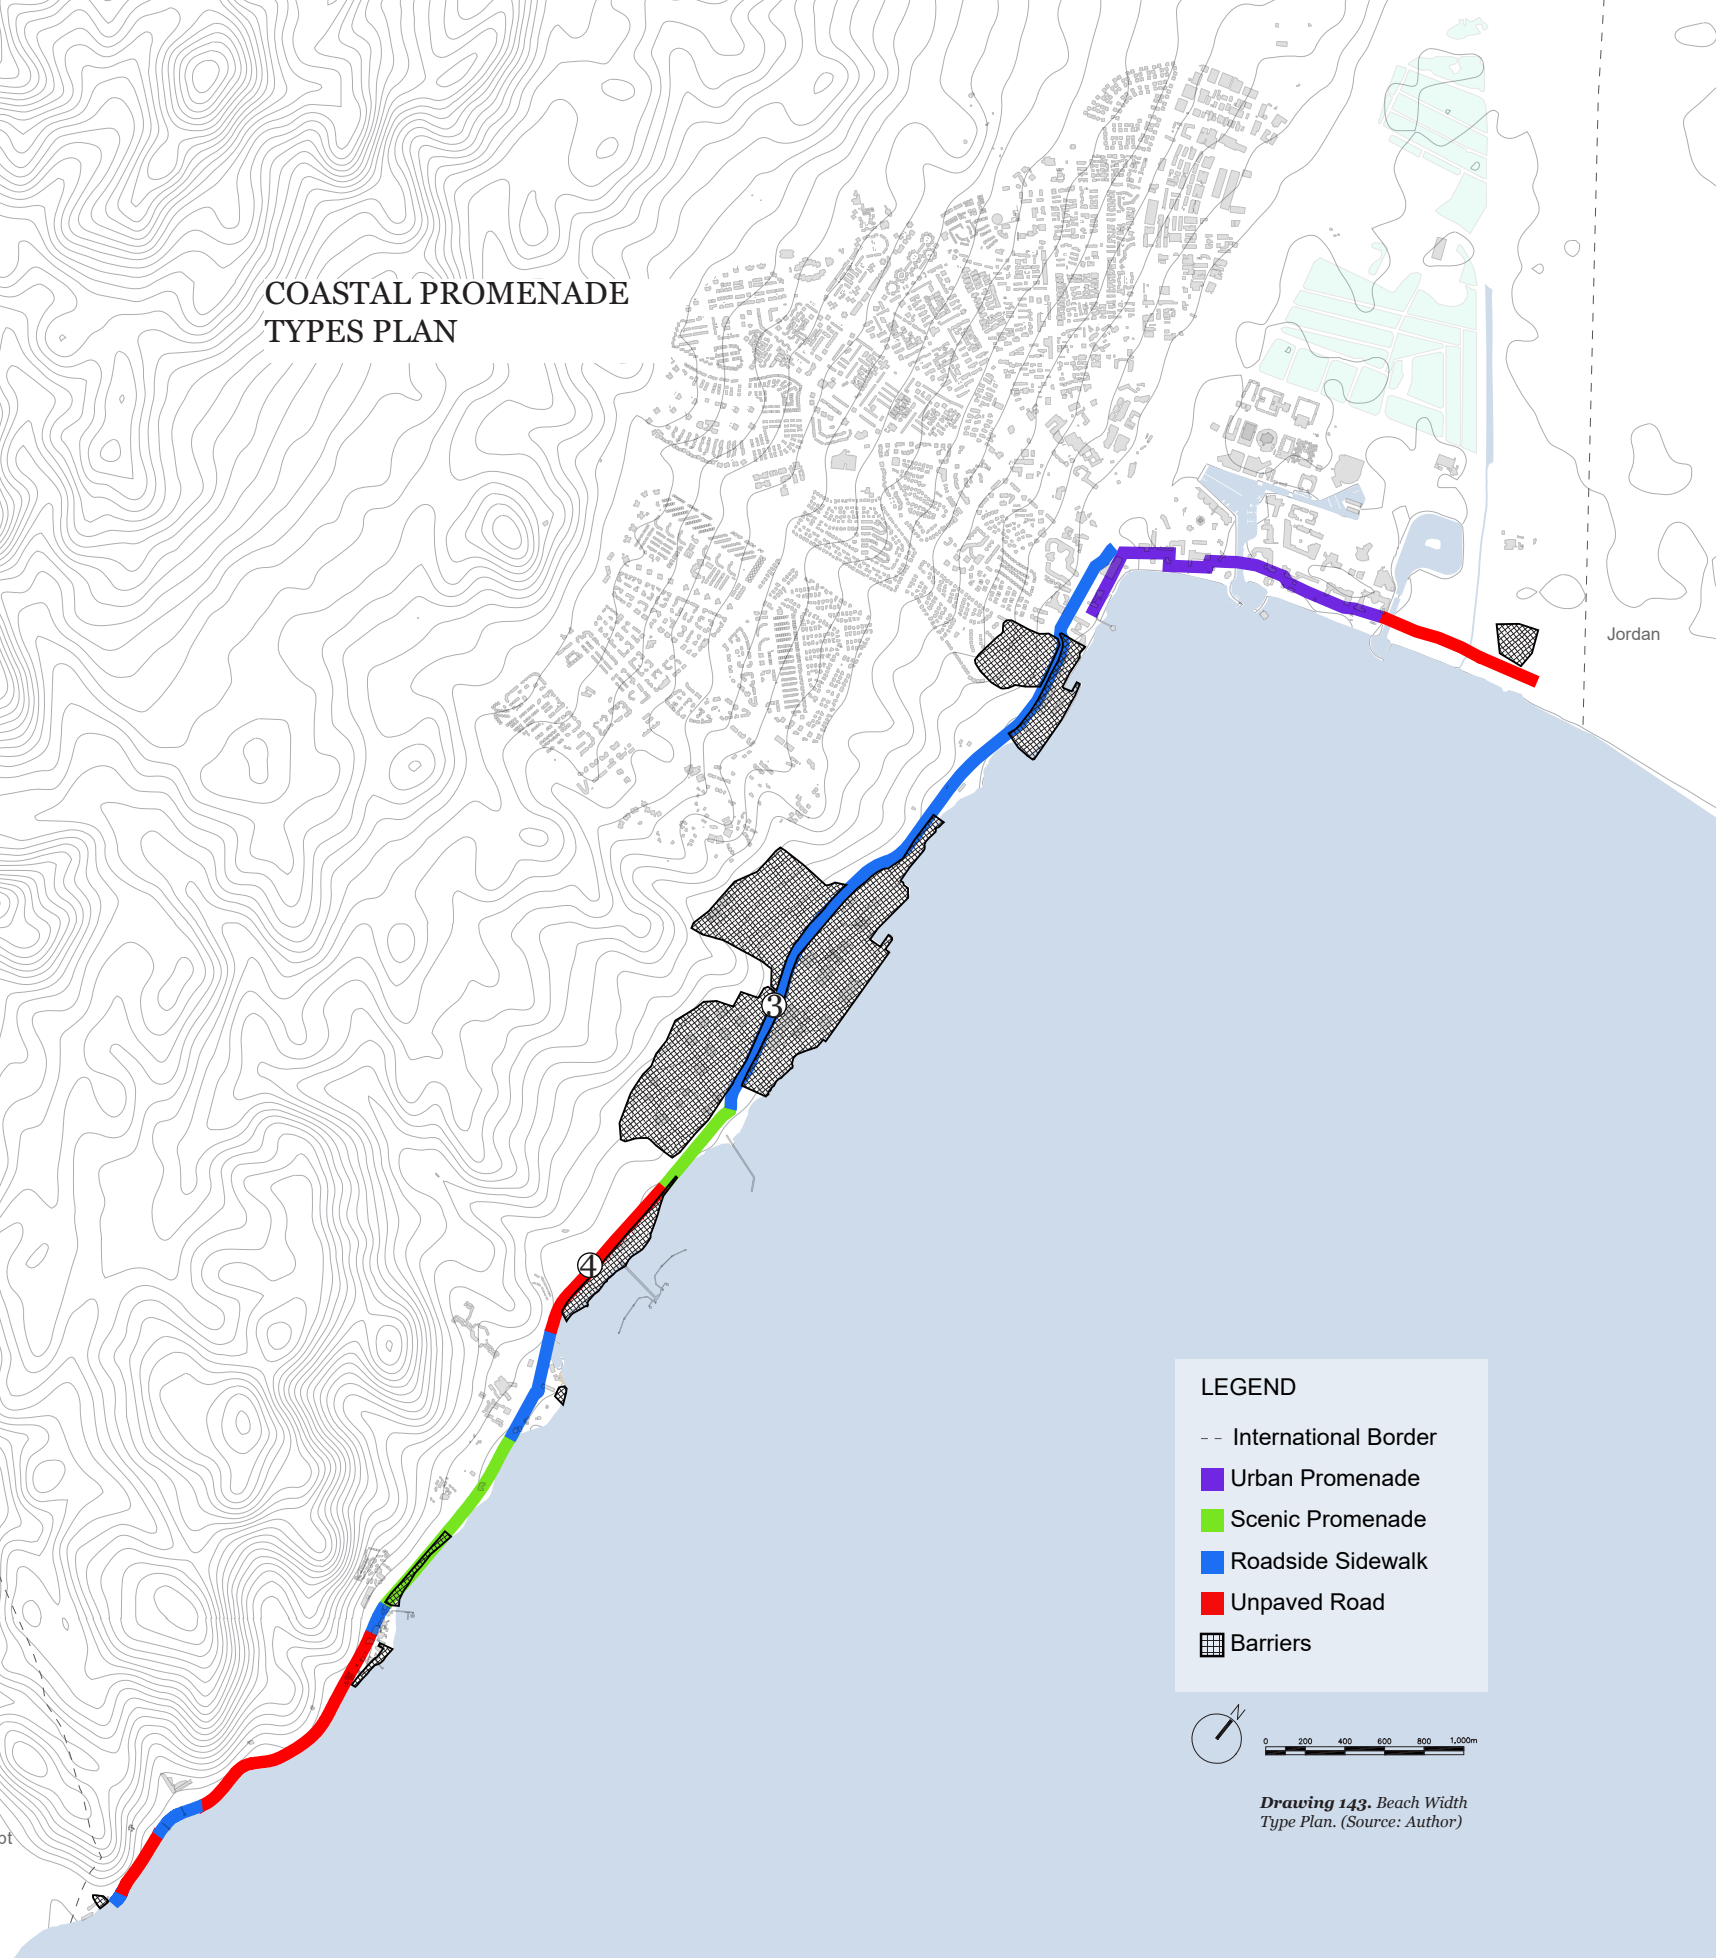 COASTAL PROMENADE
TYPES PLAN
Jordan
3
4
LEGEND
International Border
Urban Promenade
Scenic Promenade
Roadside Sidewalk
Unpaved Road
Barriers
N
0 200 400 600 800 1,000m
Drawing 143. Beach Width
Type Plan. (Source: Author)
ot